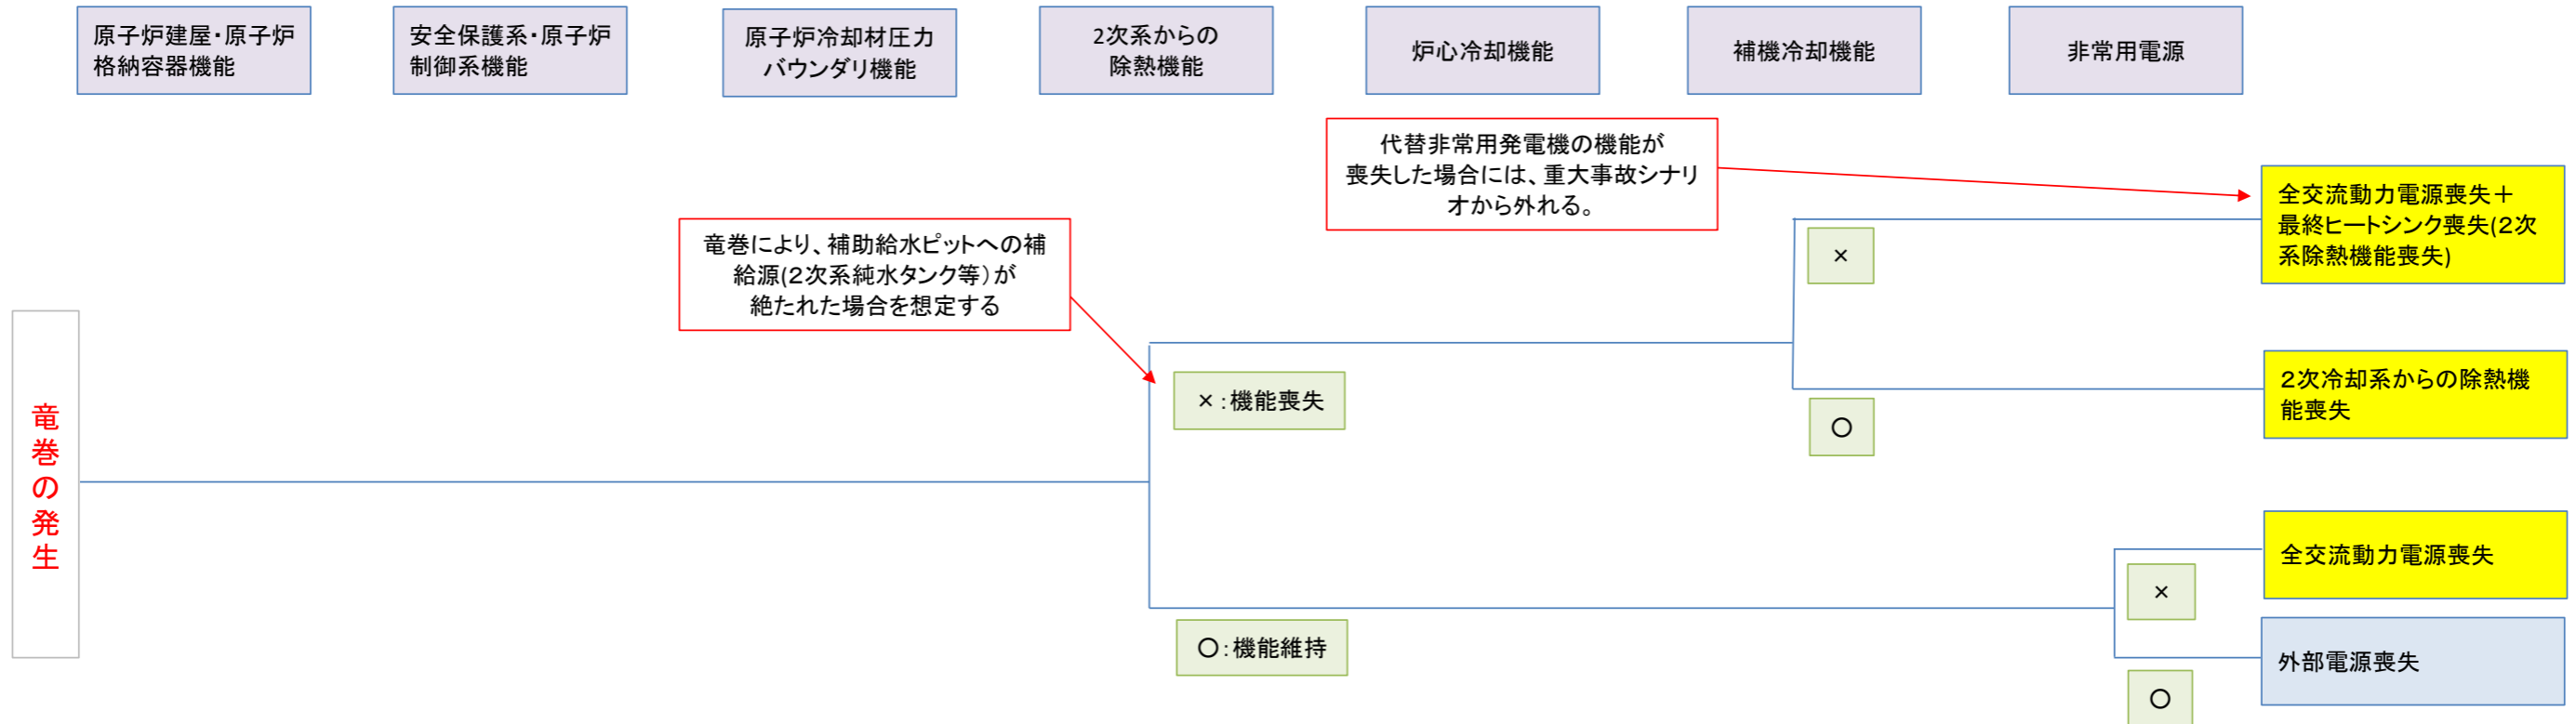 原子炉建屋・原子炉
格納容器機能
安全保護系・原子炉
制御系機能
原子炉冷却材圧力
バウンダリ機能
2次系からの
除熱機能
炉心冷却機能
補機冷却機能
非常用電源
代替非常用発電機の機能が
喪失した場合には、重大事故シナリ
オから外れる。
全交流動力電源喪失＋
最終ヒートシンク喪失(２次
系除熱機能喪失)
竜巻により、補助給水ピットへの補
給源(２次系純水タンク等）が
絶たれた場合を想定する
×
竜巻の発生
×：機能喪失
２次冷却系からの除熱機
能喪失
○
全交流動力電源喪失
×
○：機能維持
外部電源喪失
○